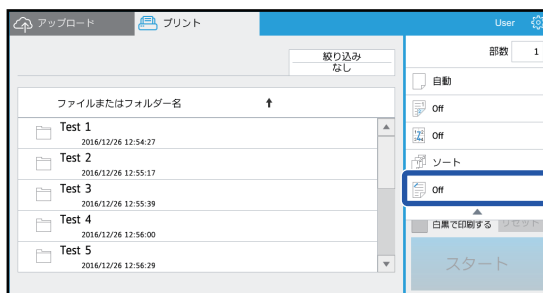 アップロード
プリント
User
絞り込み
なし
部数 1
ファイルまたはフォルダー名 ↑
自動
Test 1
2016/12/26 12:54:27
Off
Test 2
2016/12/26 12:55:17
Off
Test 3
2016/12/26 12:55:39
ソート
Test 4
2016/12/26 12:56:00
Off
Test 5
2016/12/26 12:56:29
白黒で印刷する リセット
スタート